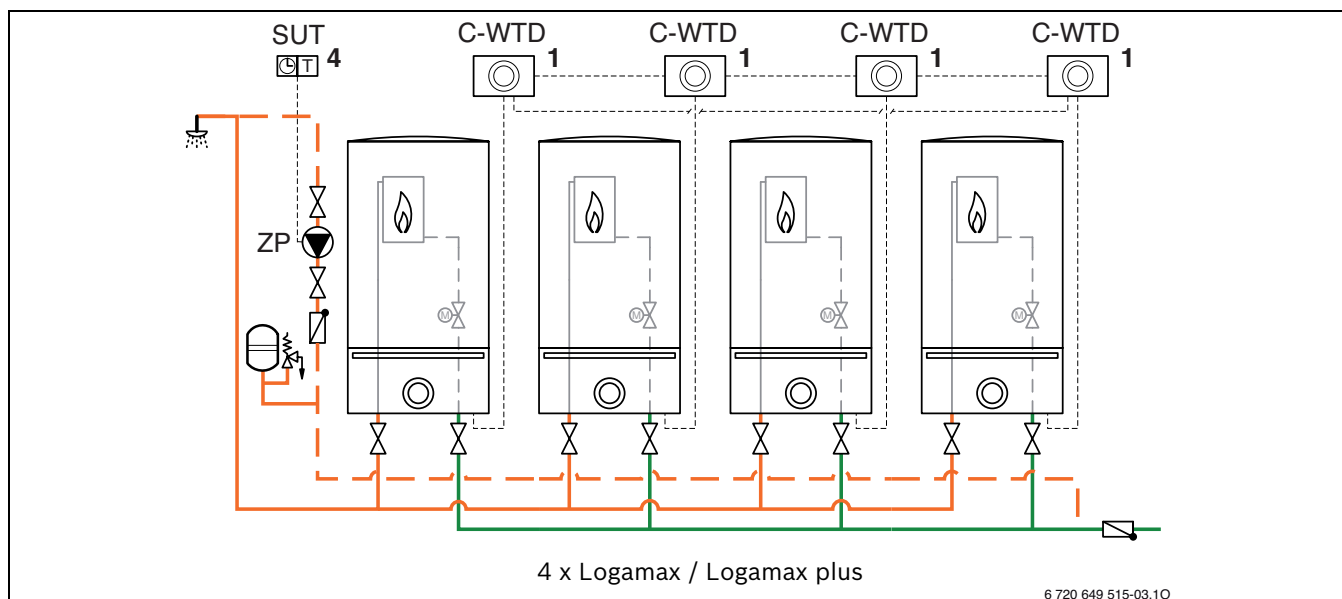 SUT C-WTD C-WTD C-WTD C-WTD
T 4 1 1 1 1
ZP
M M M M
4 x Logamax / Logamax plus
6 720 649 515-03.1O